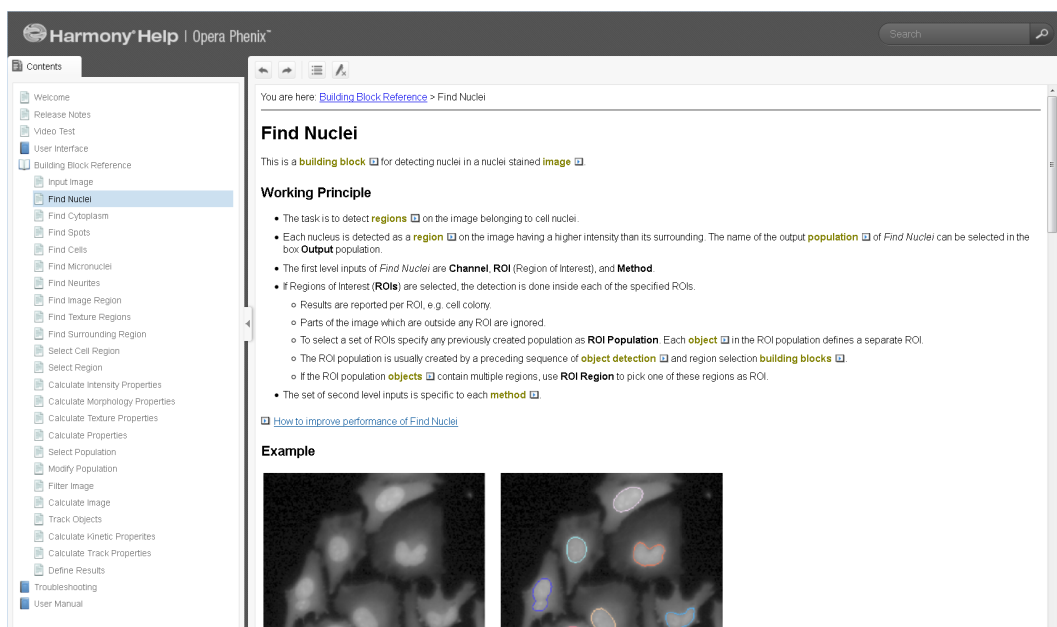 Harmony® Help | Opera Phenix™
Search
Contents
Welcome
Release Notes
Video Test
User Interface
Building Block Reference
Input Image
Find Nuclei
Find Cytoplasm
Find Spots
Find Cells
Find Micronuclei
Find Neurites
Find Image Region
Find Texture Regions
Find Surrounding Region
Select Cell Region
Select Region
Calculate Intensity Properties
Calculate Morphology Properties
Calculate Texture Properties
Calculate Properties
Select Population
Modify Population
Filter Image
Calculate Image
Track Objects
Calculate Kinetic Properites
Calculate Track Properties
Define Results
Troubleshooting
User Manual
You are here: Building Block Reference > Find Nuclei
Find Nuclei
This is a building block for detecting nuclei in a nuclei stained image .
Working Principle
• The task is to detect regions on the image belonging to cell nuclei.
• Each nucleus is detected as a region on the image having a higher intensity than its surrounding. The name of the output population of Find Nuclei can be selected in the
box Output population.
• The first level inputs of Find Nuclei are Channel, ROI (Region of Interest), and Method.
• If Regions of Interest (ROIs) are selected, the detection is done inside each of the specified ROIs.
○ Results are reported per ROI, e.g. cell colony.
○ Parts of the image which are outside any ROI are ignored.
○ To select a set of ROIs specify any previously created population as ROI Population. Each object in the ROI population defines a separate ROI.
○ The ROI population is usually created by a preceding sequence of object detection and region selection building blocks .
○ If the ROI population objects contain multiple regions, use ROI Region to pick one of these regions as ROI.
• The set of second level inputs is specific to each method .
How to improve performance of Find Nuclei
Example